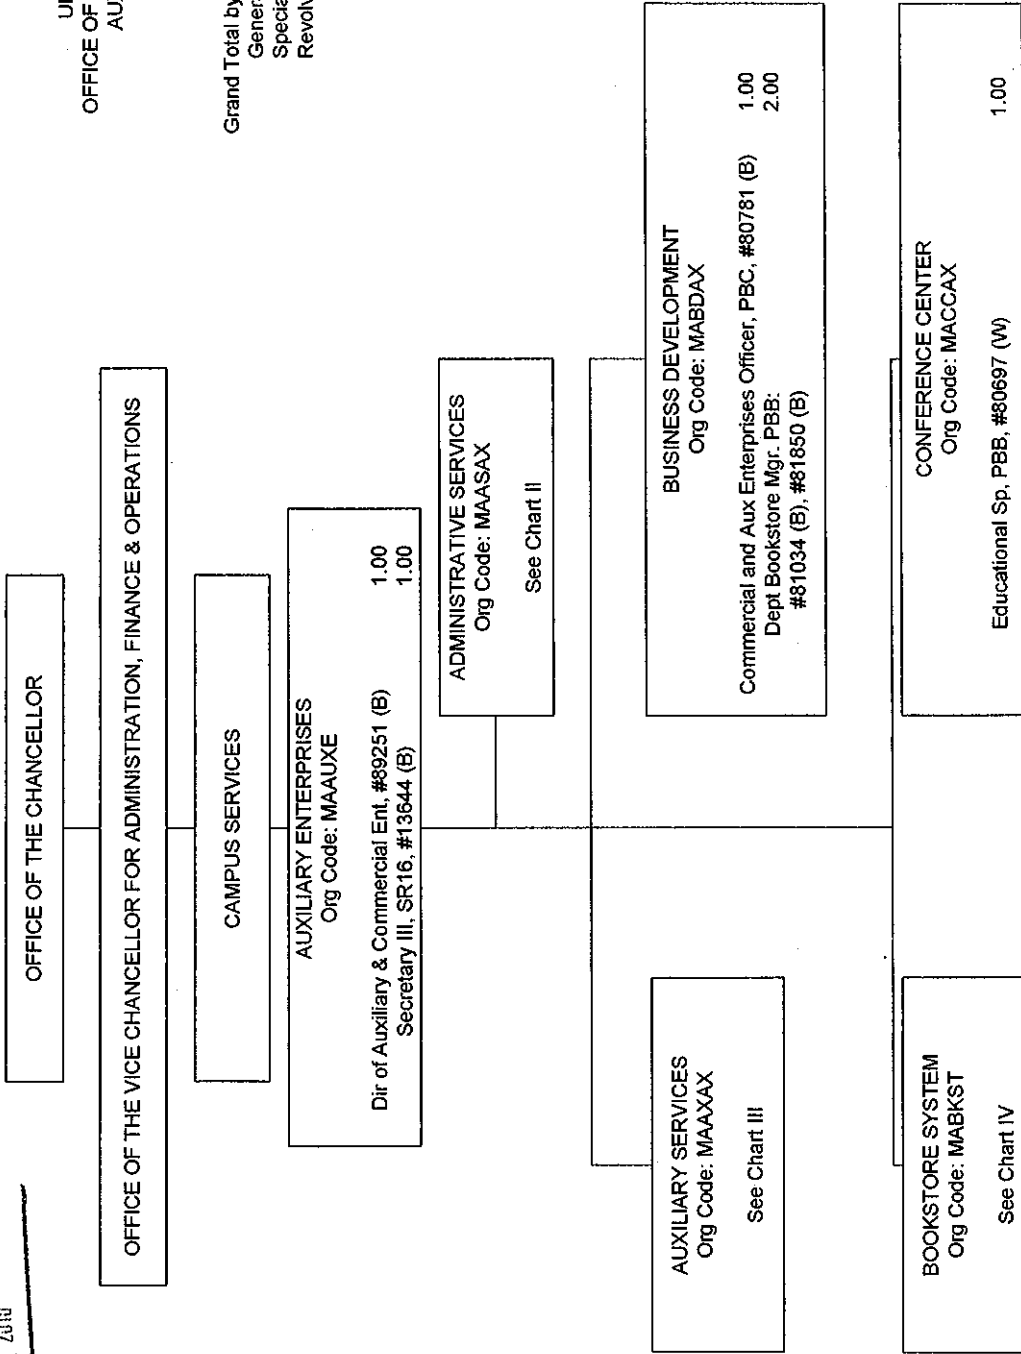 OFFICE OF THE CHANCELLOR
OFFICE OF THE VICE CHANCELLOR FOR ADMINISTRATION, FINANCE & OPERATIONS
CAMPUS SERVICES
AUXILIARY ENTERPRISES
Org Code: MAAUXE
Dir of Auxiliary & Commercial Ent, #89251 (B) 1.00
Secretary III, SR16, #13644 (B) 1.00
ADMINISTRATIVE SERVICES
Org Code: MAASAX
See Chart II
AUXILIARY SERVICES
Org Code: MAAXAX
See Chart III
BUSINESS DEVELOPMENT
Org Code: MABDAX
Commercial and Aux Enterprises Officer, PBC, #80781 (B) 1.00
Dept Bookstore Mgr. PBB: 2.00
#81034 (B), #81850 (B)
BOOKSTORE SYSTEM
Org Code: MABKST
See Chart IV
CONFERENCE CENTER
Org Code: MACCAX
Educational Sp, PBB, #80697 (W) 1.00
OFFICE OF
AU
Grand Total by
Gener
Specia
Revolv